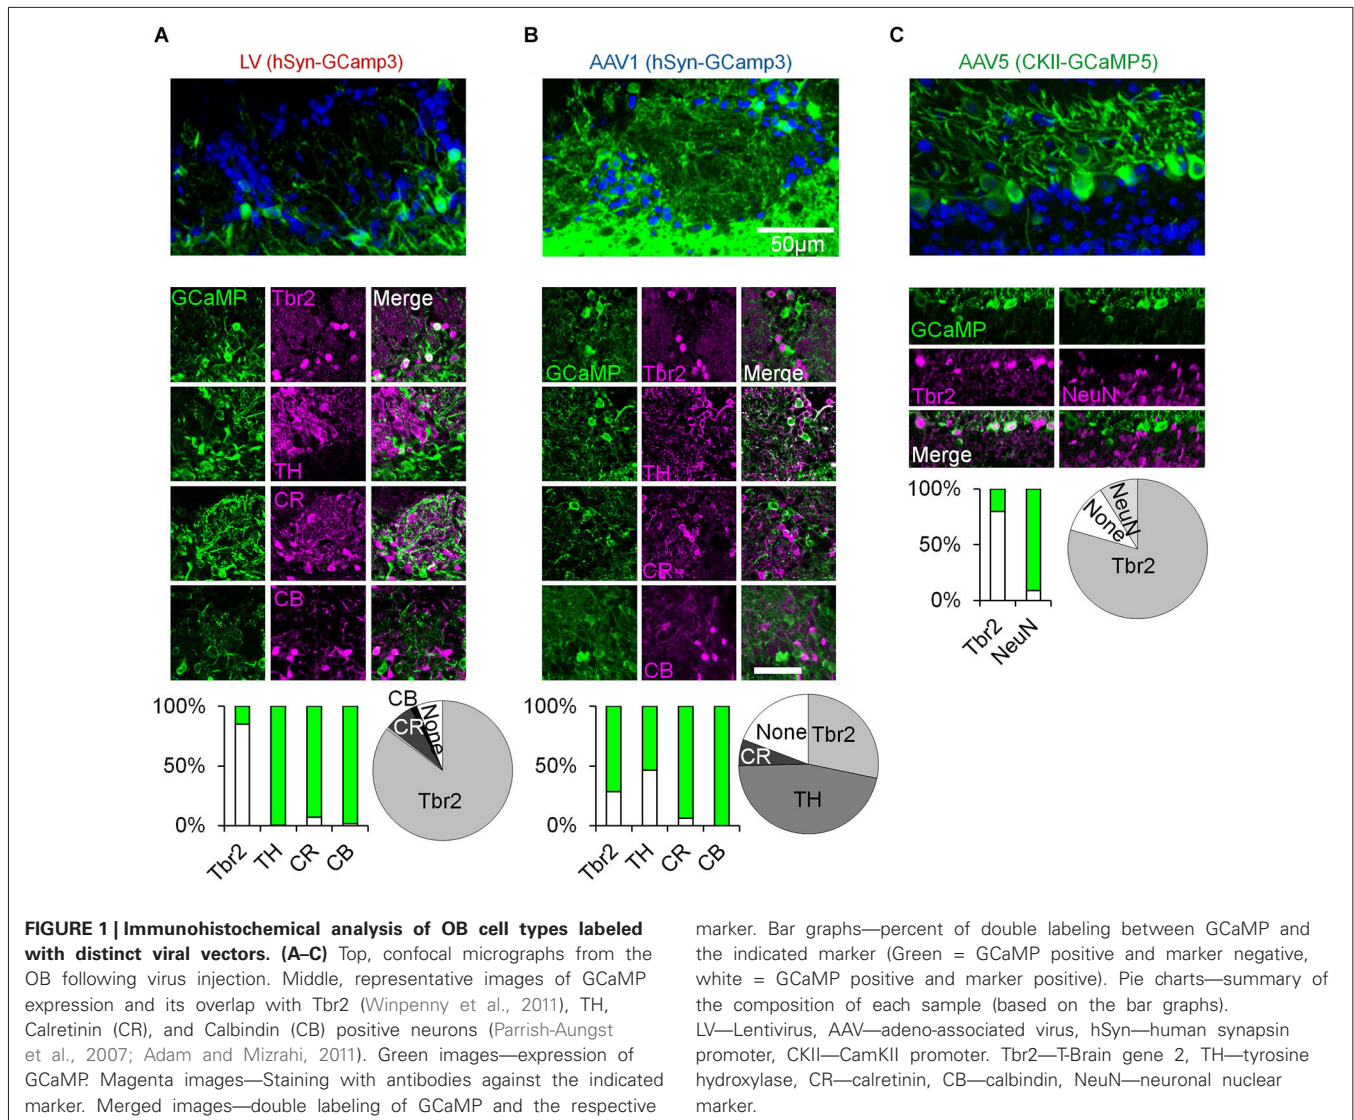 A
LV (hSyn-GCamp3)
B
AAV1 (hSyn-GCamp3)
C
AAV5 (CKII-GCaMP5)
50μm
GCaMP
Tbr2
Merge
TH
CR
CB
GCaMP
Tbr2
Merge
TH
CR
CB
GCaMP
Tbr2
NeuN
Merge
100%
50%
0%
Tbr2
NeuN
NeuN
None
Tbr2
100%
50%
0%
Tbr2
TH
CR
CB
CB
CR
None
Tbr2
100%
50%
0%
Tbr2
TH
CR
CB
None
Tbr2
CR
TH
FIGURE 1 | Immunohistochemical analysis of OB cell types labeled
with distinct viral vectors. (A–C) Top, confocal micrographs from the
OB following virus injection. Middle, representative images of GCaMP
expression and its overlap with Tbr2 (Winpenny et al., 2011), TH,
Calretinin (CR), and Calbindin (CB) positive neurons (Parrish-Aungst
et al., 2007; Adam and Mizrahi, 2011). Green images—expression of
GCaMP. Magenta images—Staining with antibodies against the indicated
marker. Merged images—double labeling of GCaMP and the respective
marker. Bar graphs—percent of double labeling between GCaMP and
the indicated marker (Green = GCaMP positive and marker negative,
white = GCaMP positive and marker positive). Pie charts—summary of
the composition of each sample (based on the bar graphs).
LV—Lentivirus, AAV—adeno-associated virus, hSyn—human synapsin
promoter, CKII—CamKII promoter. Tbr2—T-Brain gene 2, TH—tyrosine
hydroxylase, CR—calretinin, CB—calbindin, NeuN—neuronal nuclear
marker.